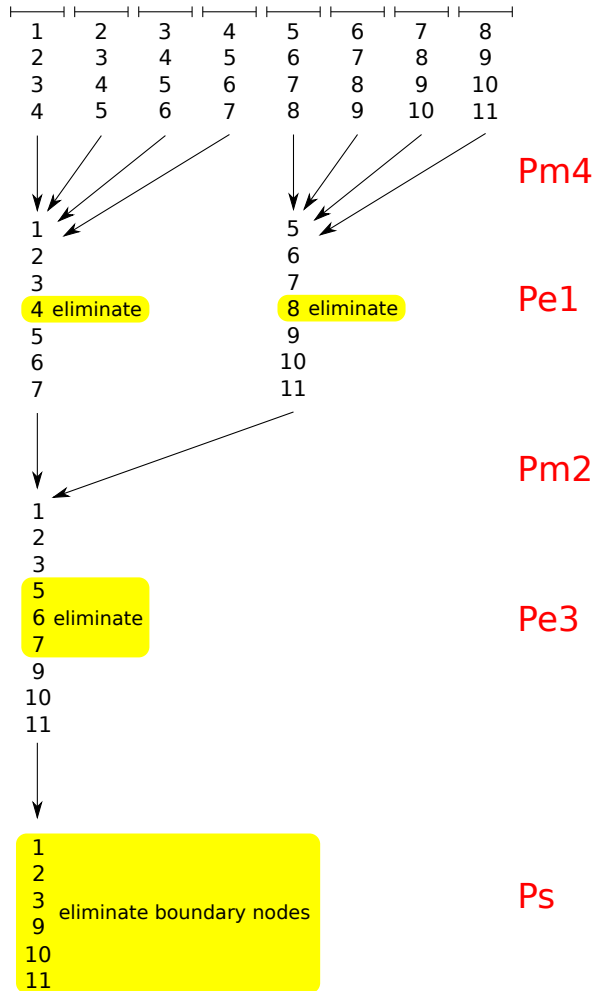 1 2 3 4 5 6 7 8
2 3 4 5 6 7 8 9
3 4 5 6 7 8 9 10
4 5 6 7 8 9 10 11
Pm4
1 5
2 6
3 7
4 eliminate 8 eliminate Pe1
5 9
6 10
7 11
Pm2
1
2
3
5
6 eliminate Pe3
7
9
10
11
1
2
3
eliminate boundary nodes Ps
9
10
11